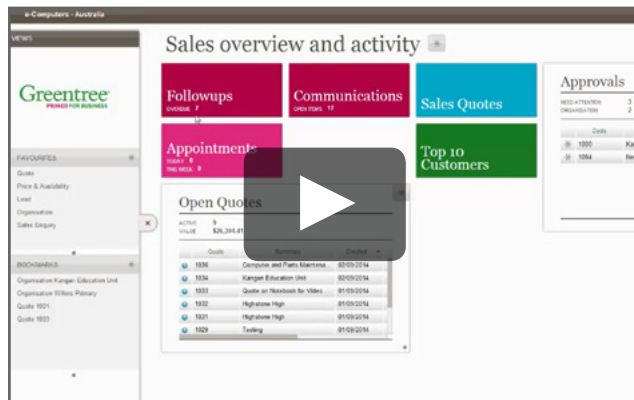 e-Computers - Australia
VIEWS
Sales overview and activity
Greentree
PRIMED FOR BUSINESS
Followups
OVERDUE 7
Communications
OPEN ITEMS 17
Sales Quotes
Appointments
TODAY 0
THIS WEEK 0
Top 10
Customers
Approvals
NEED ATTENTION 3
ORGANISATION 2
Code
1000 Ka
1094 Ne
FAVOURITES
Quote
Price & Availability
Lead
Organisation
Sales Enquiry
BOOKMARKS
Organisation Kangan Education Unit
Organisation Willers Primary
Quote 1031
Quote 1033
Open Quotes
ACTIVE 9
VALUE
Quote Summary Created
1036 Computer and Parts Maintena... 02/09/2014
1034 Kangan Education Unit 02/09/2014
1033 Quote on Notebook for Video 01/09/2014
1032 Highstone High 01/09/2014
1031 Highstone High 01/09/2014
1029 Testing 01/09/2014